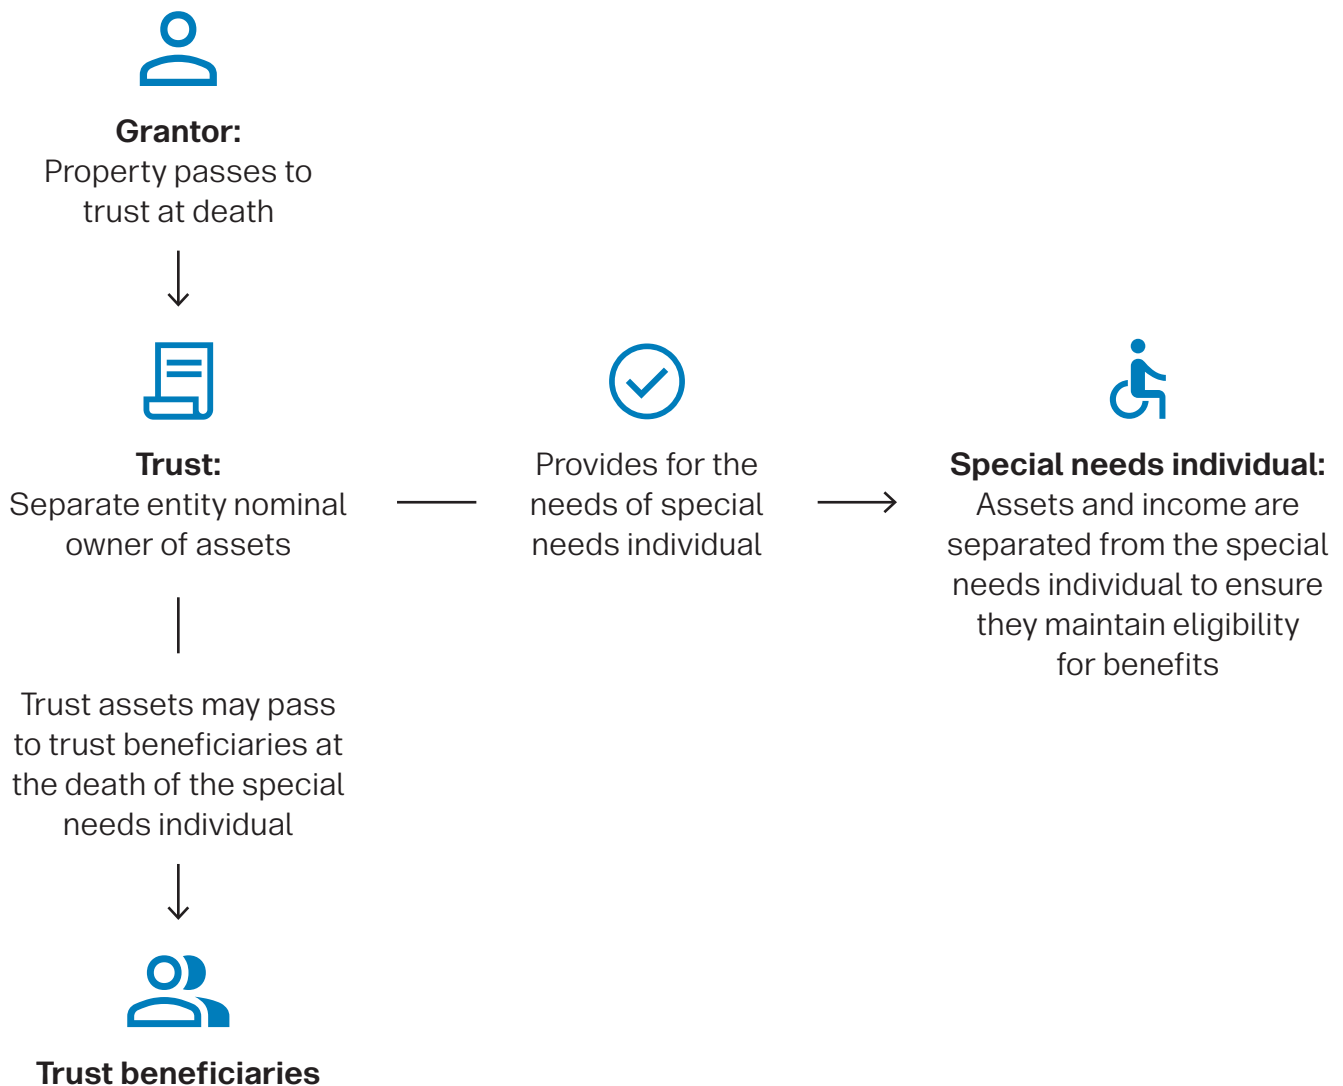 Grantor:
Property passes to
trust at death
Trust:
Separate entity nominal
owner of assets
Provides for the
needs of special
needs individual
Special needs individual:
Assets and income are
separated from the special
needs individual to ensure
they maintain eligibility
for benefits
Trust assets may pass
to trust beneficiaries at
the death of the special
needs individual
Trust beneficiaries